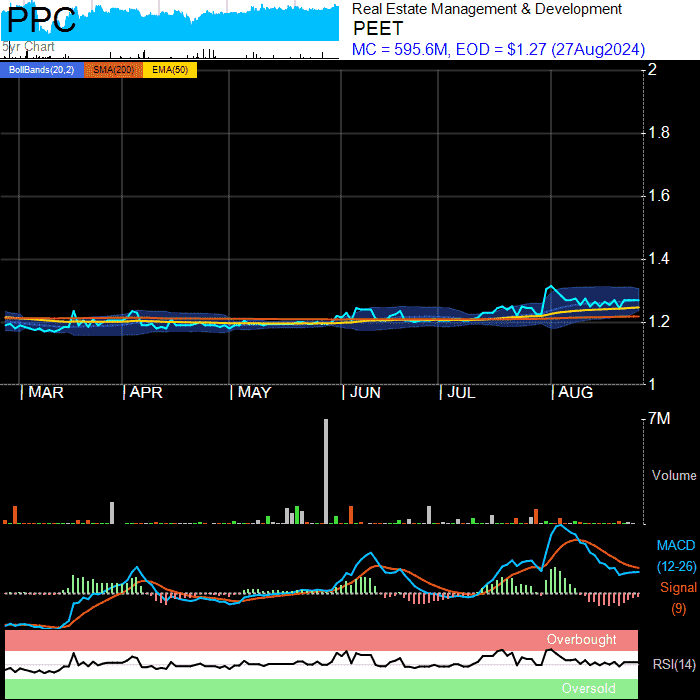 PPC
5yr Chart
Real Estate Management & Development
PEET
MC = 595.6M, EOD = $1.27 (27Aug2024)
BollBands(20,2) SMA(200) EMA(50)
2
1.8
1.6
1.4
1.2
1
MAR APR MAY JUN JUL AUG
7M
Volume
MACD
(12-26)
Signal
(9)
Overbought
RSI(14)
Oversold